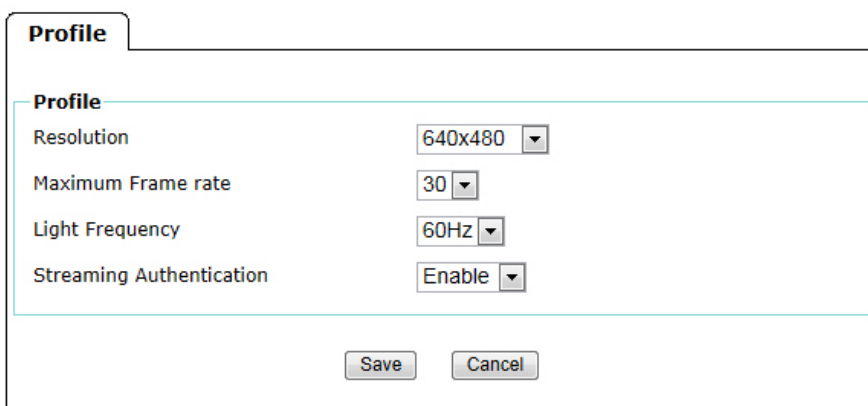 Profile
Profile
Resolution 640x480
Maximum Frame rate 30
Light Frequency 60Hz
Streaming Authentication Enable
Save Cancel